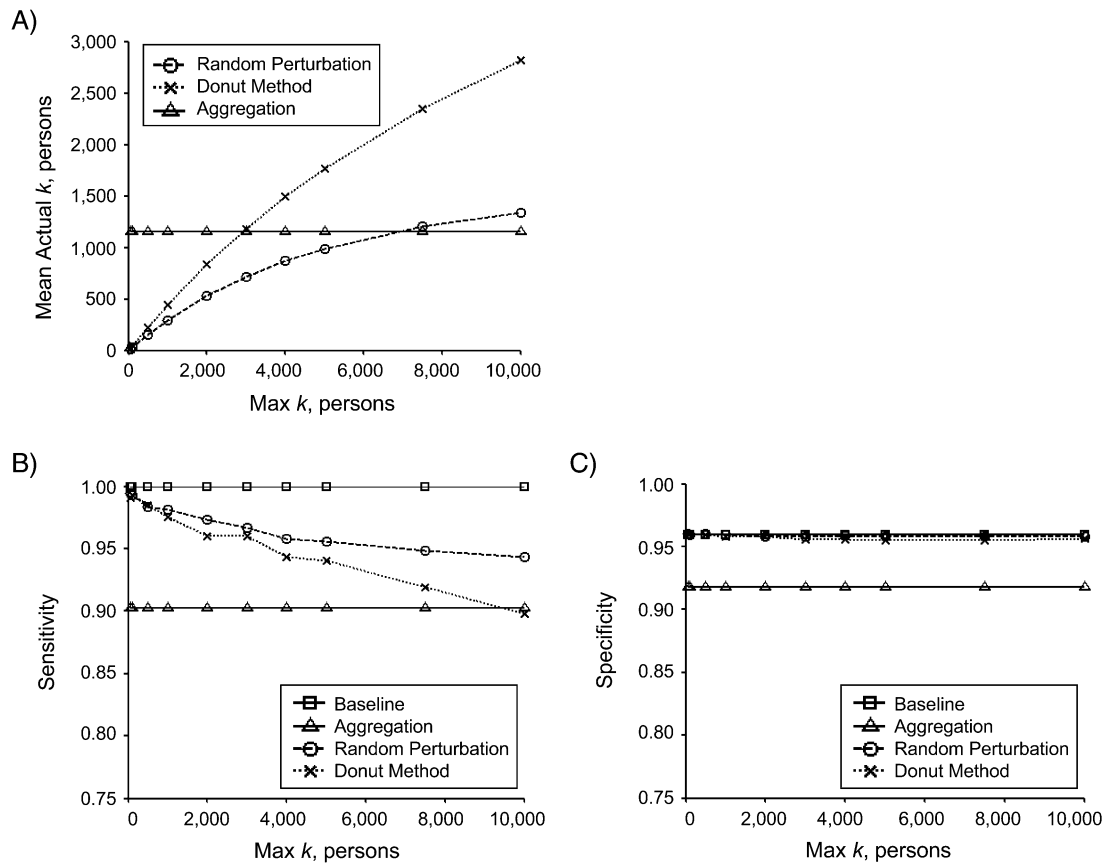 A)
3,000
2,500
2,000
1,500
1,000
500
0
Mean Actual k, persons
Random Perturbation
Donut Method
Aggregation
0 2,000 4,000 6,000 8,000 10,000
Max k, persons
B)
1.00
0.95
0.90
0.85
0.80
0.75
Sensitivity
Baseline
Aggregation
Random Perturbation
Donut Method
0 2,000 4,000 6,000 8,000 10,000
Max k, persons
C)
1.00
0.95
0.90
0.85
0.80
0.75
Specificity
Baseline
Aggregation
Random Perturbation
Donut Method
0 2,000 4,000 6,000 8,000 10,000
Max k, persons